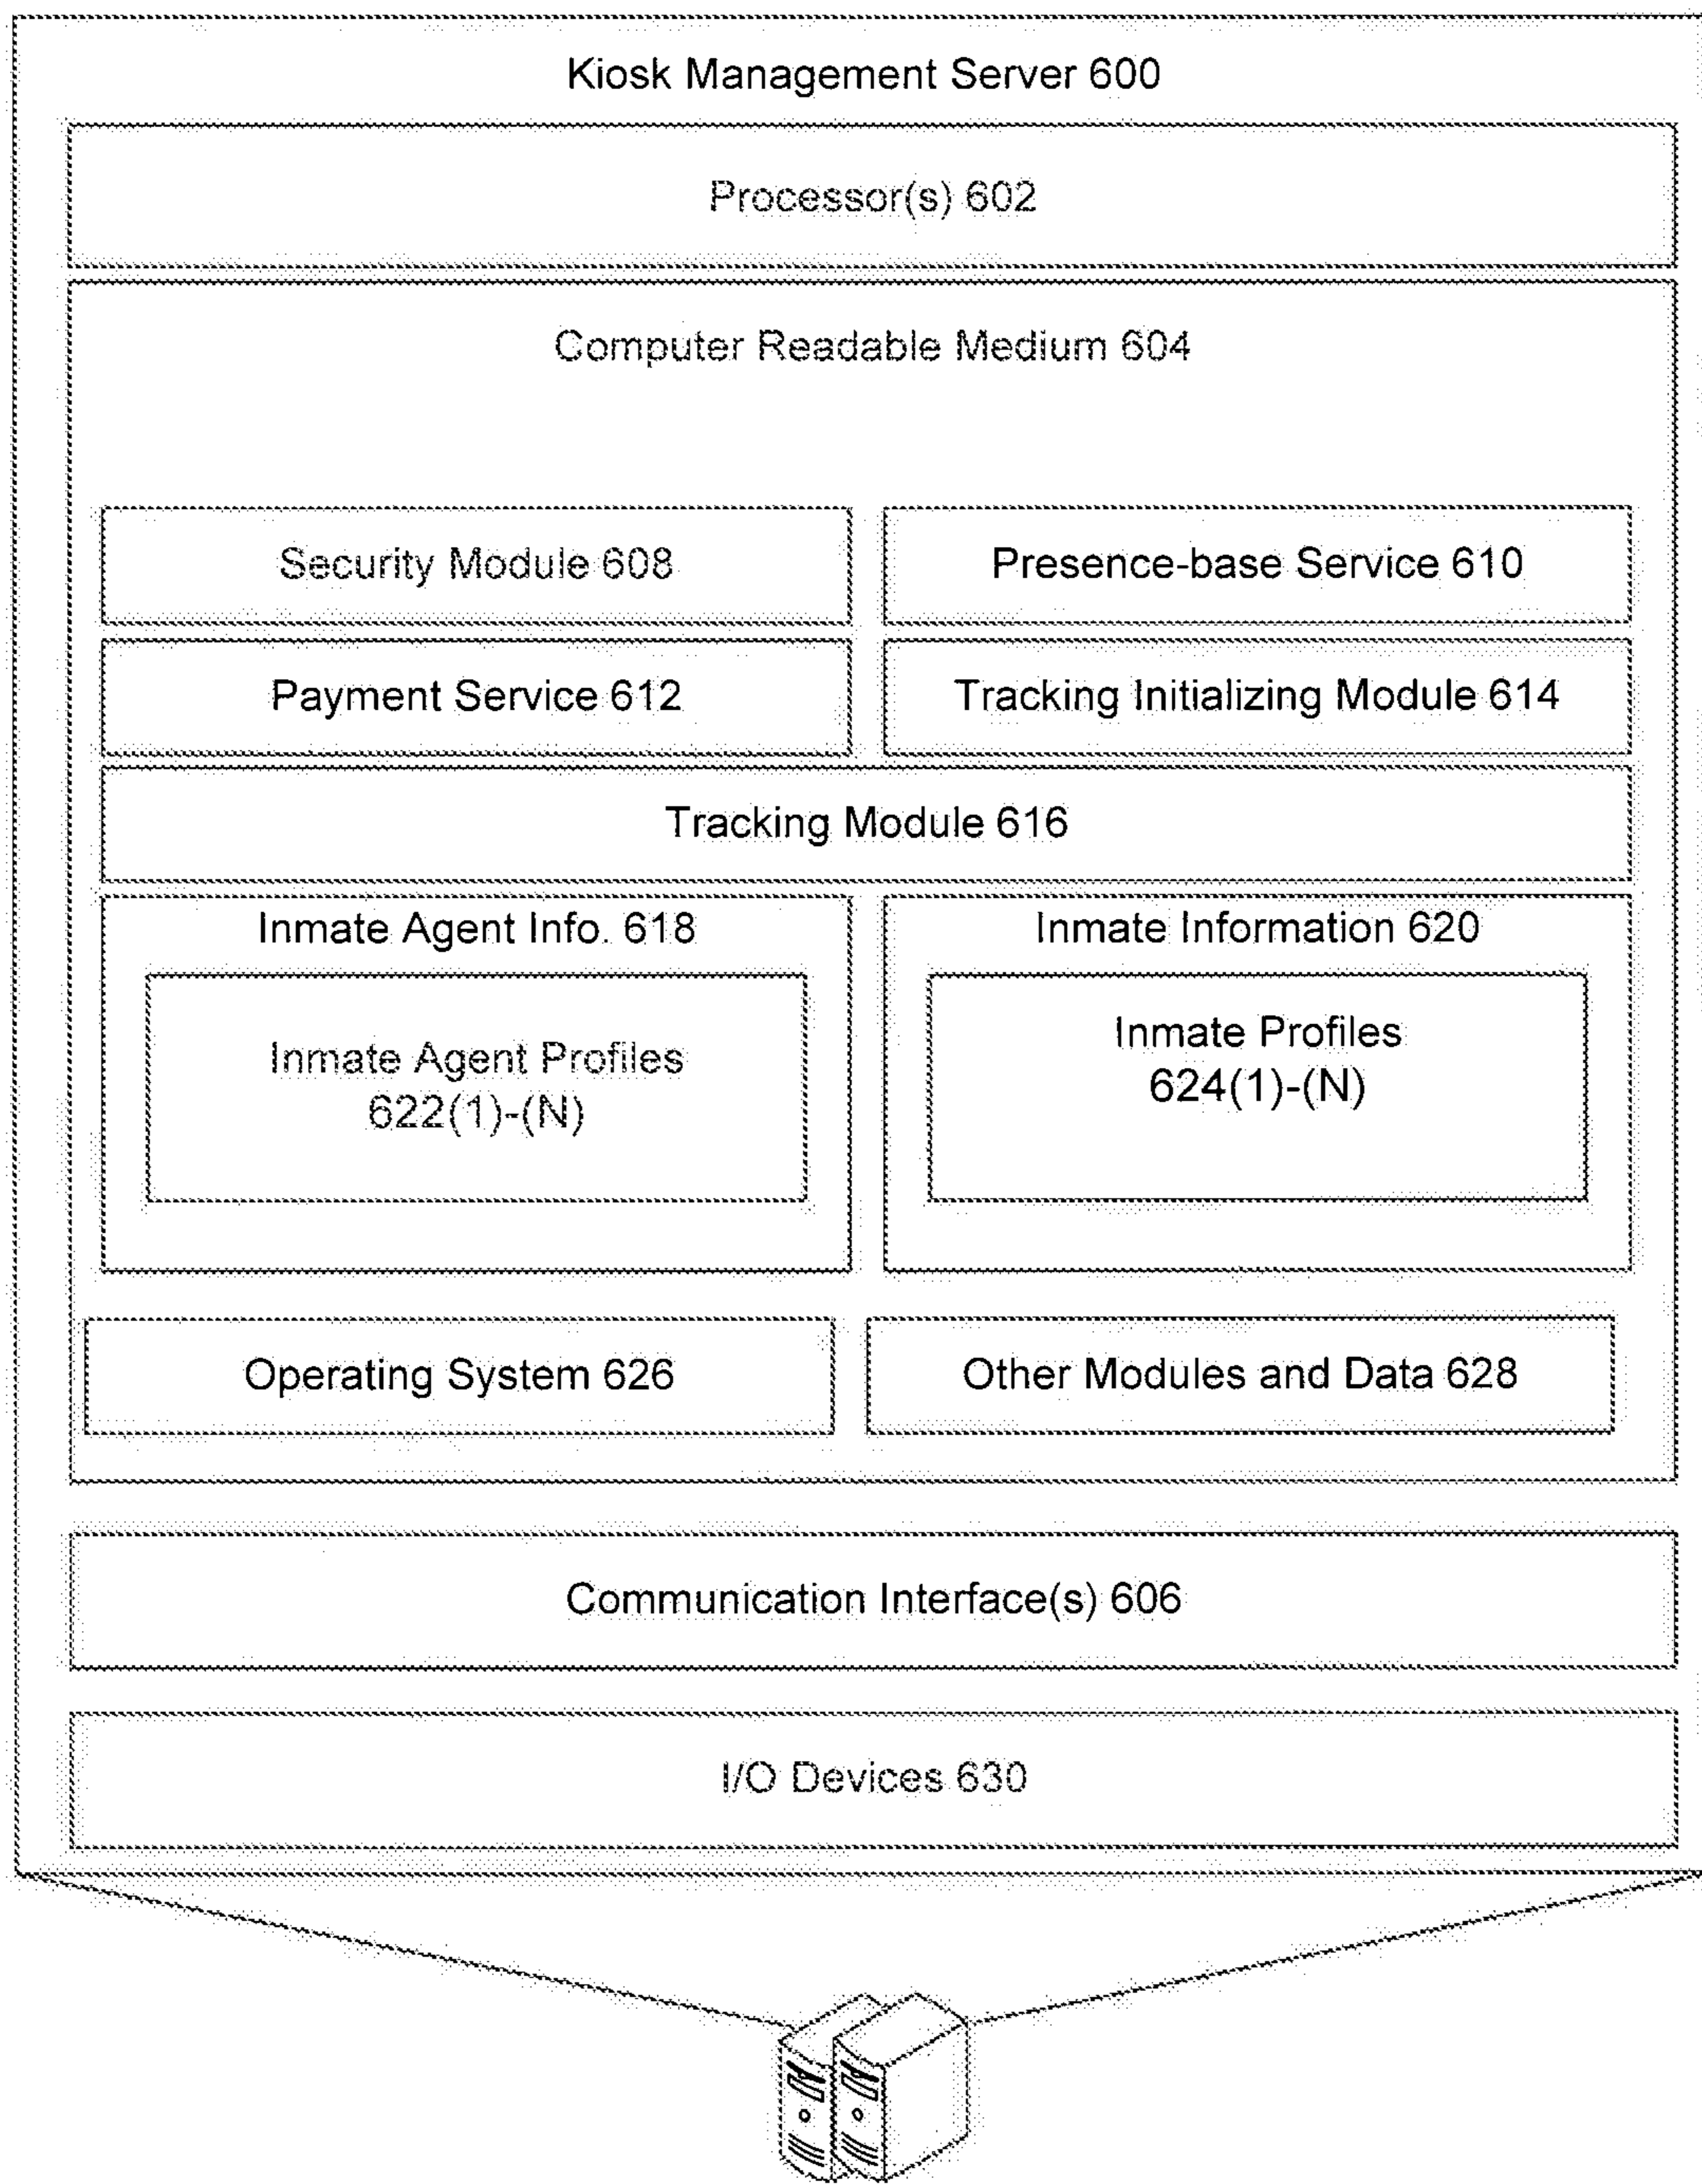 Kiosk Management Server 600
Processor(s) 602
Computer Readable Medium 604
Security Module 608
Presence-base Service 610
Payment Service 612
Tracking Initializing Module 614
Tracking Module 616
Inmate Agent Info. 618
Inmate Agent Profiles
622(1)-(N)
Inmate Information 620
Inmate Profiles
624(1)-(N)
Operating System 626
Other Modules and Data 628
Communication Interface(s) 606
I/O Devices 630